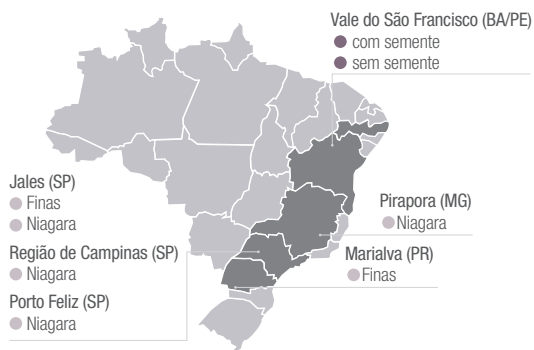 Vale do São Francisco (BA/PE)
com semente
sem semente
Jales (SP)
Finas
Niagara
Região de Campinas (SP)
Niagara
Porto Feliz (SP)
Niagara
Pirapora (MG)
Niagara
Marialva (PR)
Finas